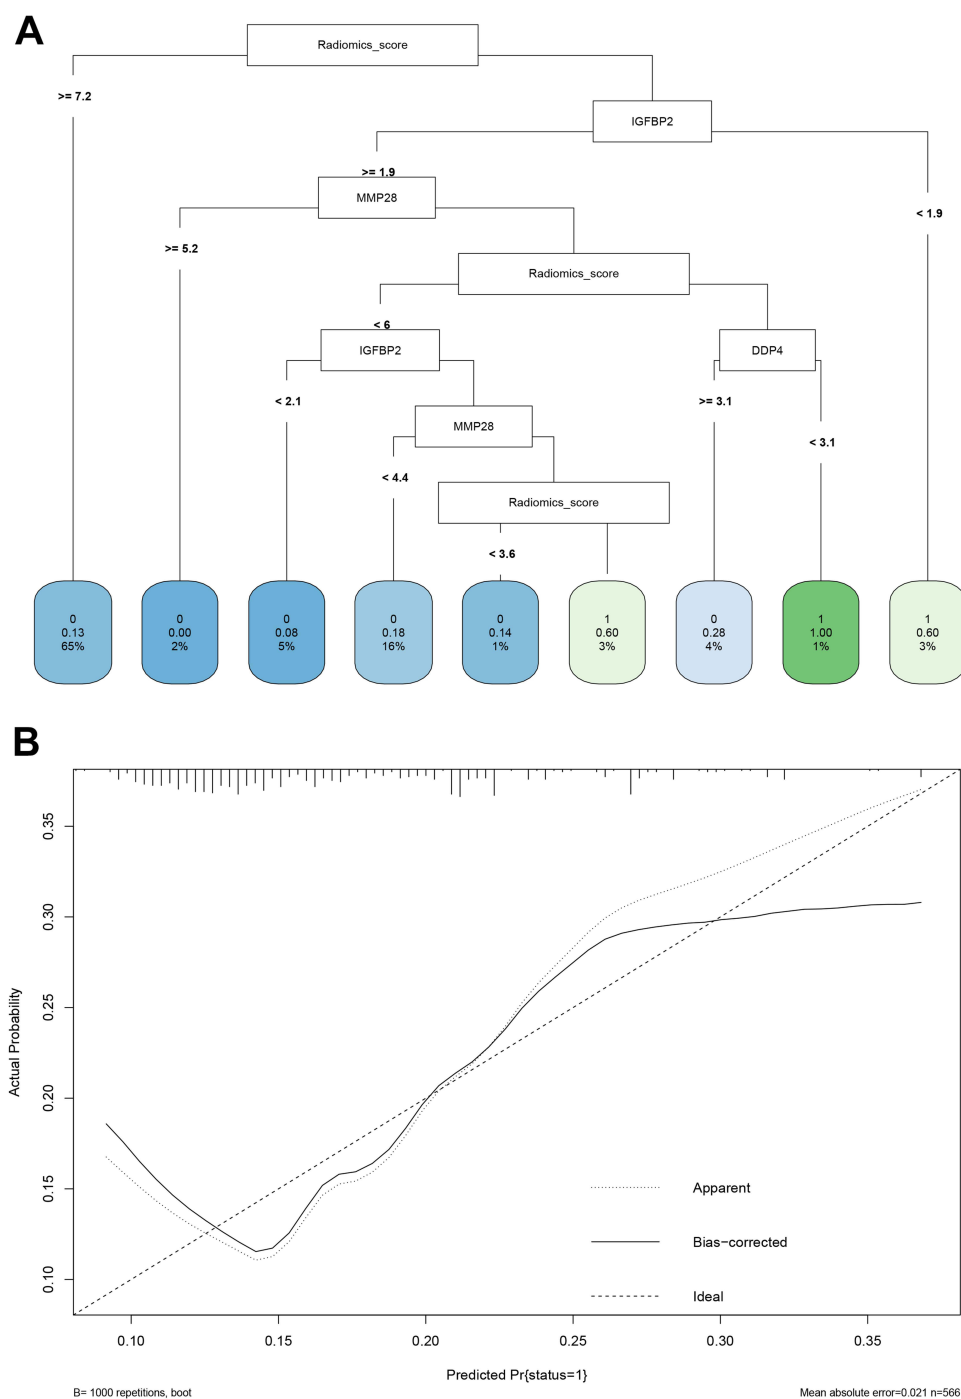 A
Radiomics_score
>= 7.2
IGFBP2
>= 1.9
MMP28
< 1.9
>= 5.2
Radiomics_score
< 6
IGFBP2
DDP4
< 2.1
>= 3.1
MMP28
< 3.1
< 4.4
Radiomics_score
< 3.6
0
0.13
65%
0
0.00
2%
0
0.08
5%
0
0.18
16%
0
0.14
1%
1
0.60
3%
0
0.28
4%
1
1.00
1%
1
0.60
3%
B
Actual Probability
0.35
0.30
0.25
0.20
0.15
0.10
Apparent
Bias-corrected
Ideal
0.10 0.15 0.20 0.25 0.30 0.35
Predicted Pr{status=1}
B= 1000 repetitions, boot
Mean absolute error=0.021 n=566